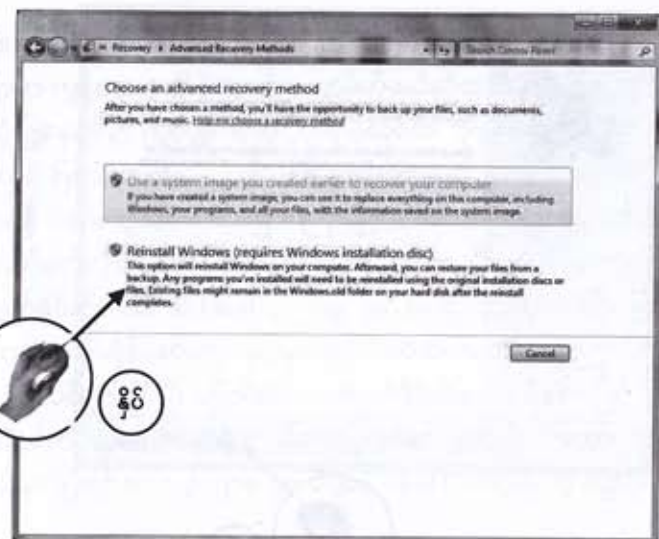 Recovery ▸ Advanced Recovery Methods
Search Control Panel
Choose an advanced recovery method
After you have chosen a method, you'll have the opportunity to back up your files, such as documents,
pictures, and music. Help me choose a recovery method
Use a system image you created earlier to recover your computer
If you have created a system image, you can use it to replace everything on this computer, including
Windows, your programs, and all your files, with the information saved on the system image.
Reinstall Windows (requires Windows installation disc)
This option will reinstall Windows on your computer. Afterward, you can restore your files from a
backup. Any programs you've installed will need to be reinstalled using the original installation discs or
files. Existing files might remain in the Windows.old folder on your hard disk after the reinstall
completes.
Cancel